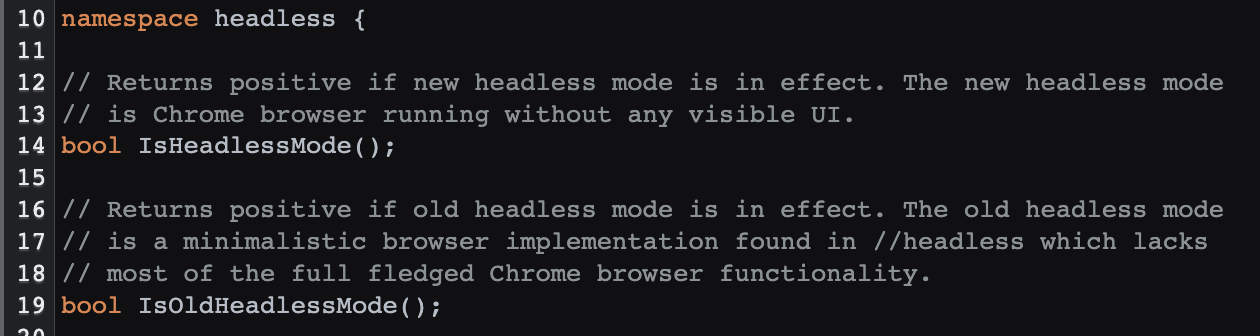 10 namespace headless {
11
12 // Returns positive if new headless mode is in effect. The new headless mode
13 // is Chrome browser running without any visible UI.
14 bool IsHeadlessMode();
15
16 // Returns positive if old headless mode is in effect. The old headless mode
17 // is a minimalistic browser implementation found in //headless which lacks
18 // most of the full fledged Chrome browser functionality.
19 bool IsOldHeadlessMode();
20